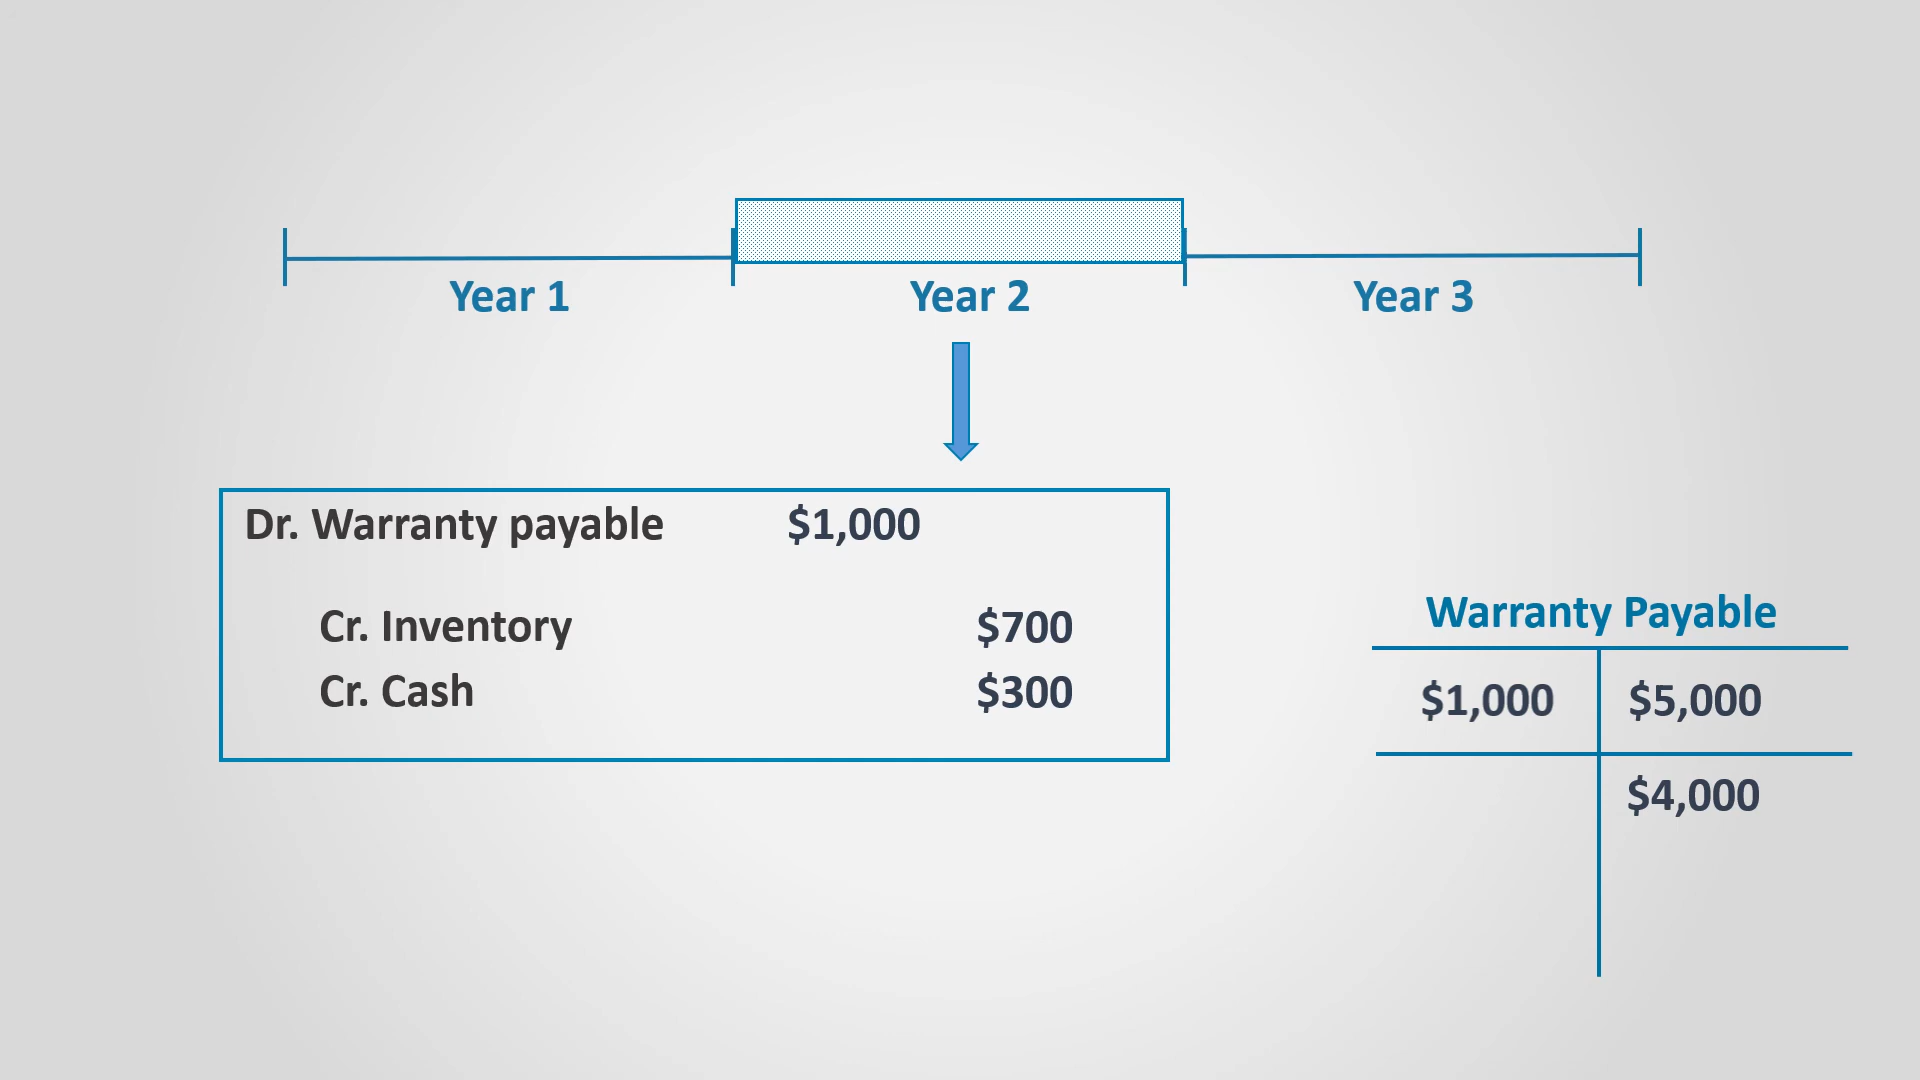 Year 1 Year 2 Year 3
Dr. Warranty payable $1,000
Cr. Inventory $700
Cr. Cash $300
Warranty Payable
$1,000 $5,000
$4,000